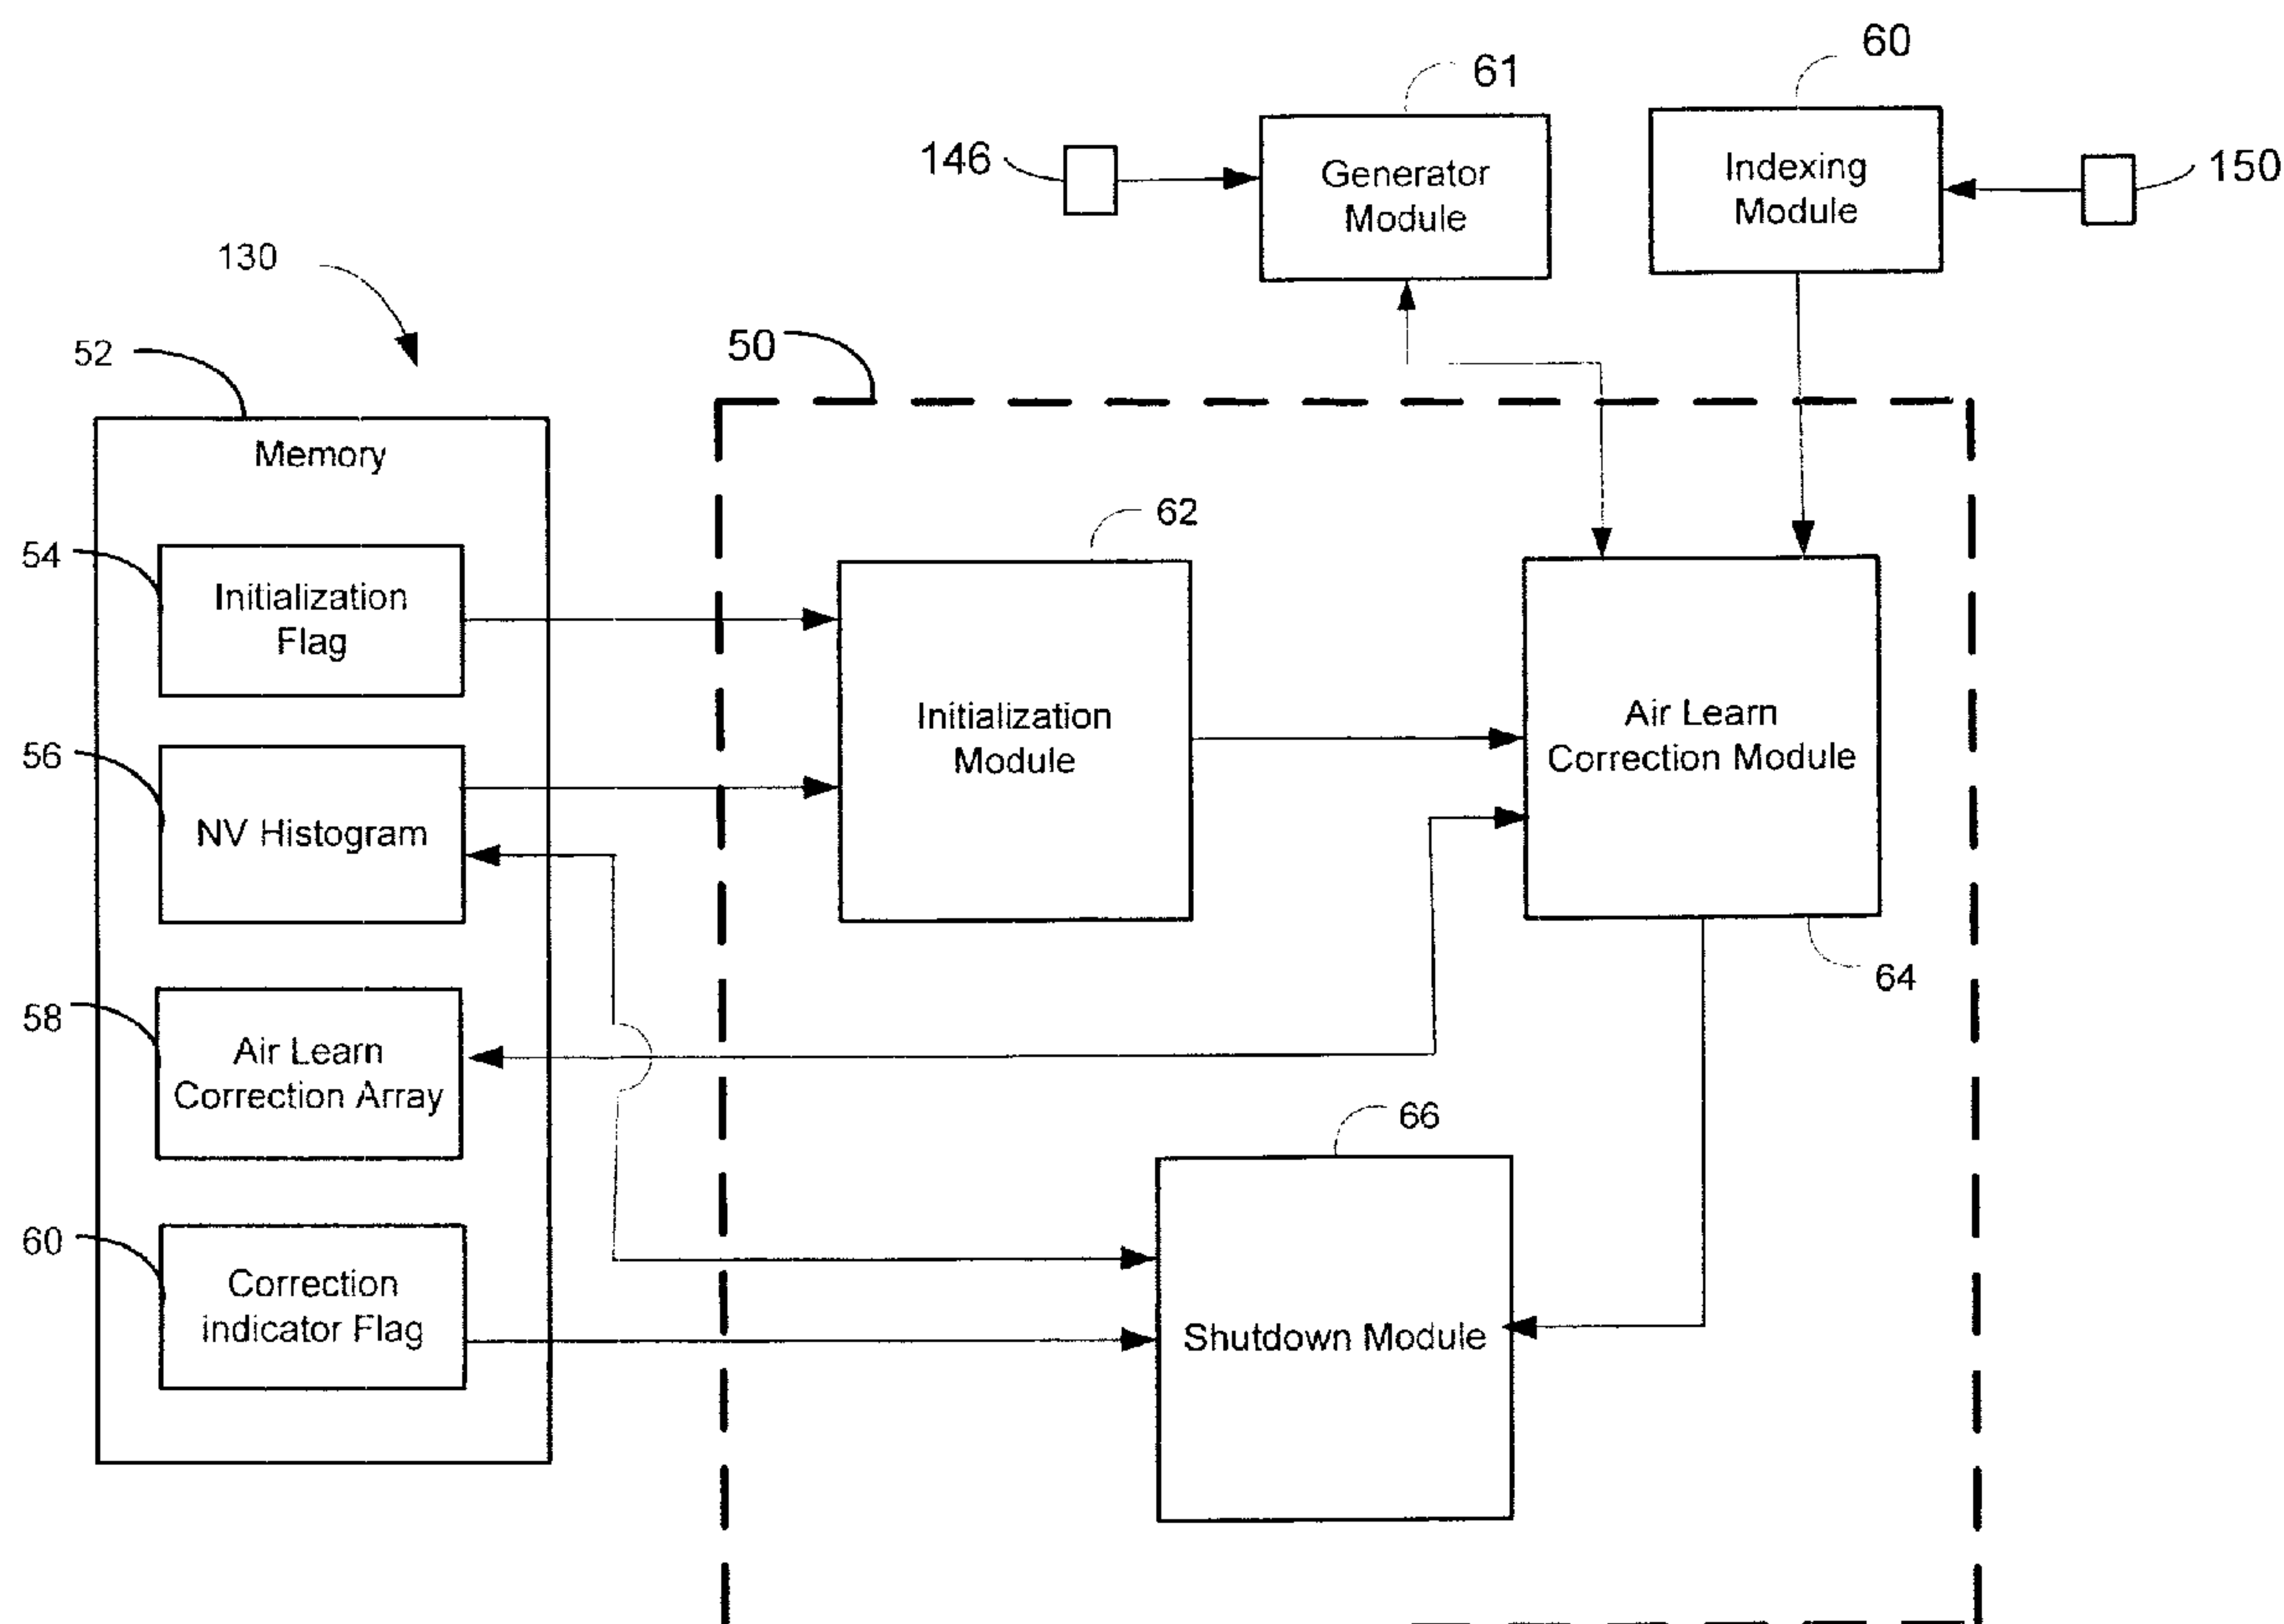 60
61
146
Generator
Module
Indexing
Module
150
130
52
50
Memory
62
54
Initialization
Flag
56
NV Histogram
Initialization
Module
Air Learn
Correction Module
64
58
Air Learn
Correction Array
66
60
Correction
indicator Flag
Shutdown Module